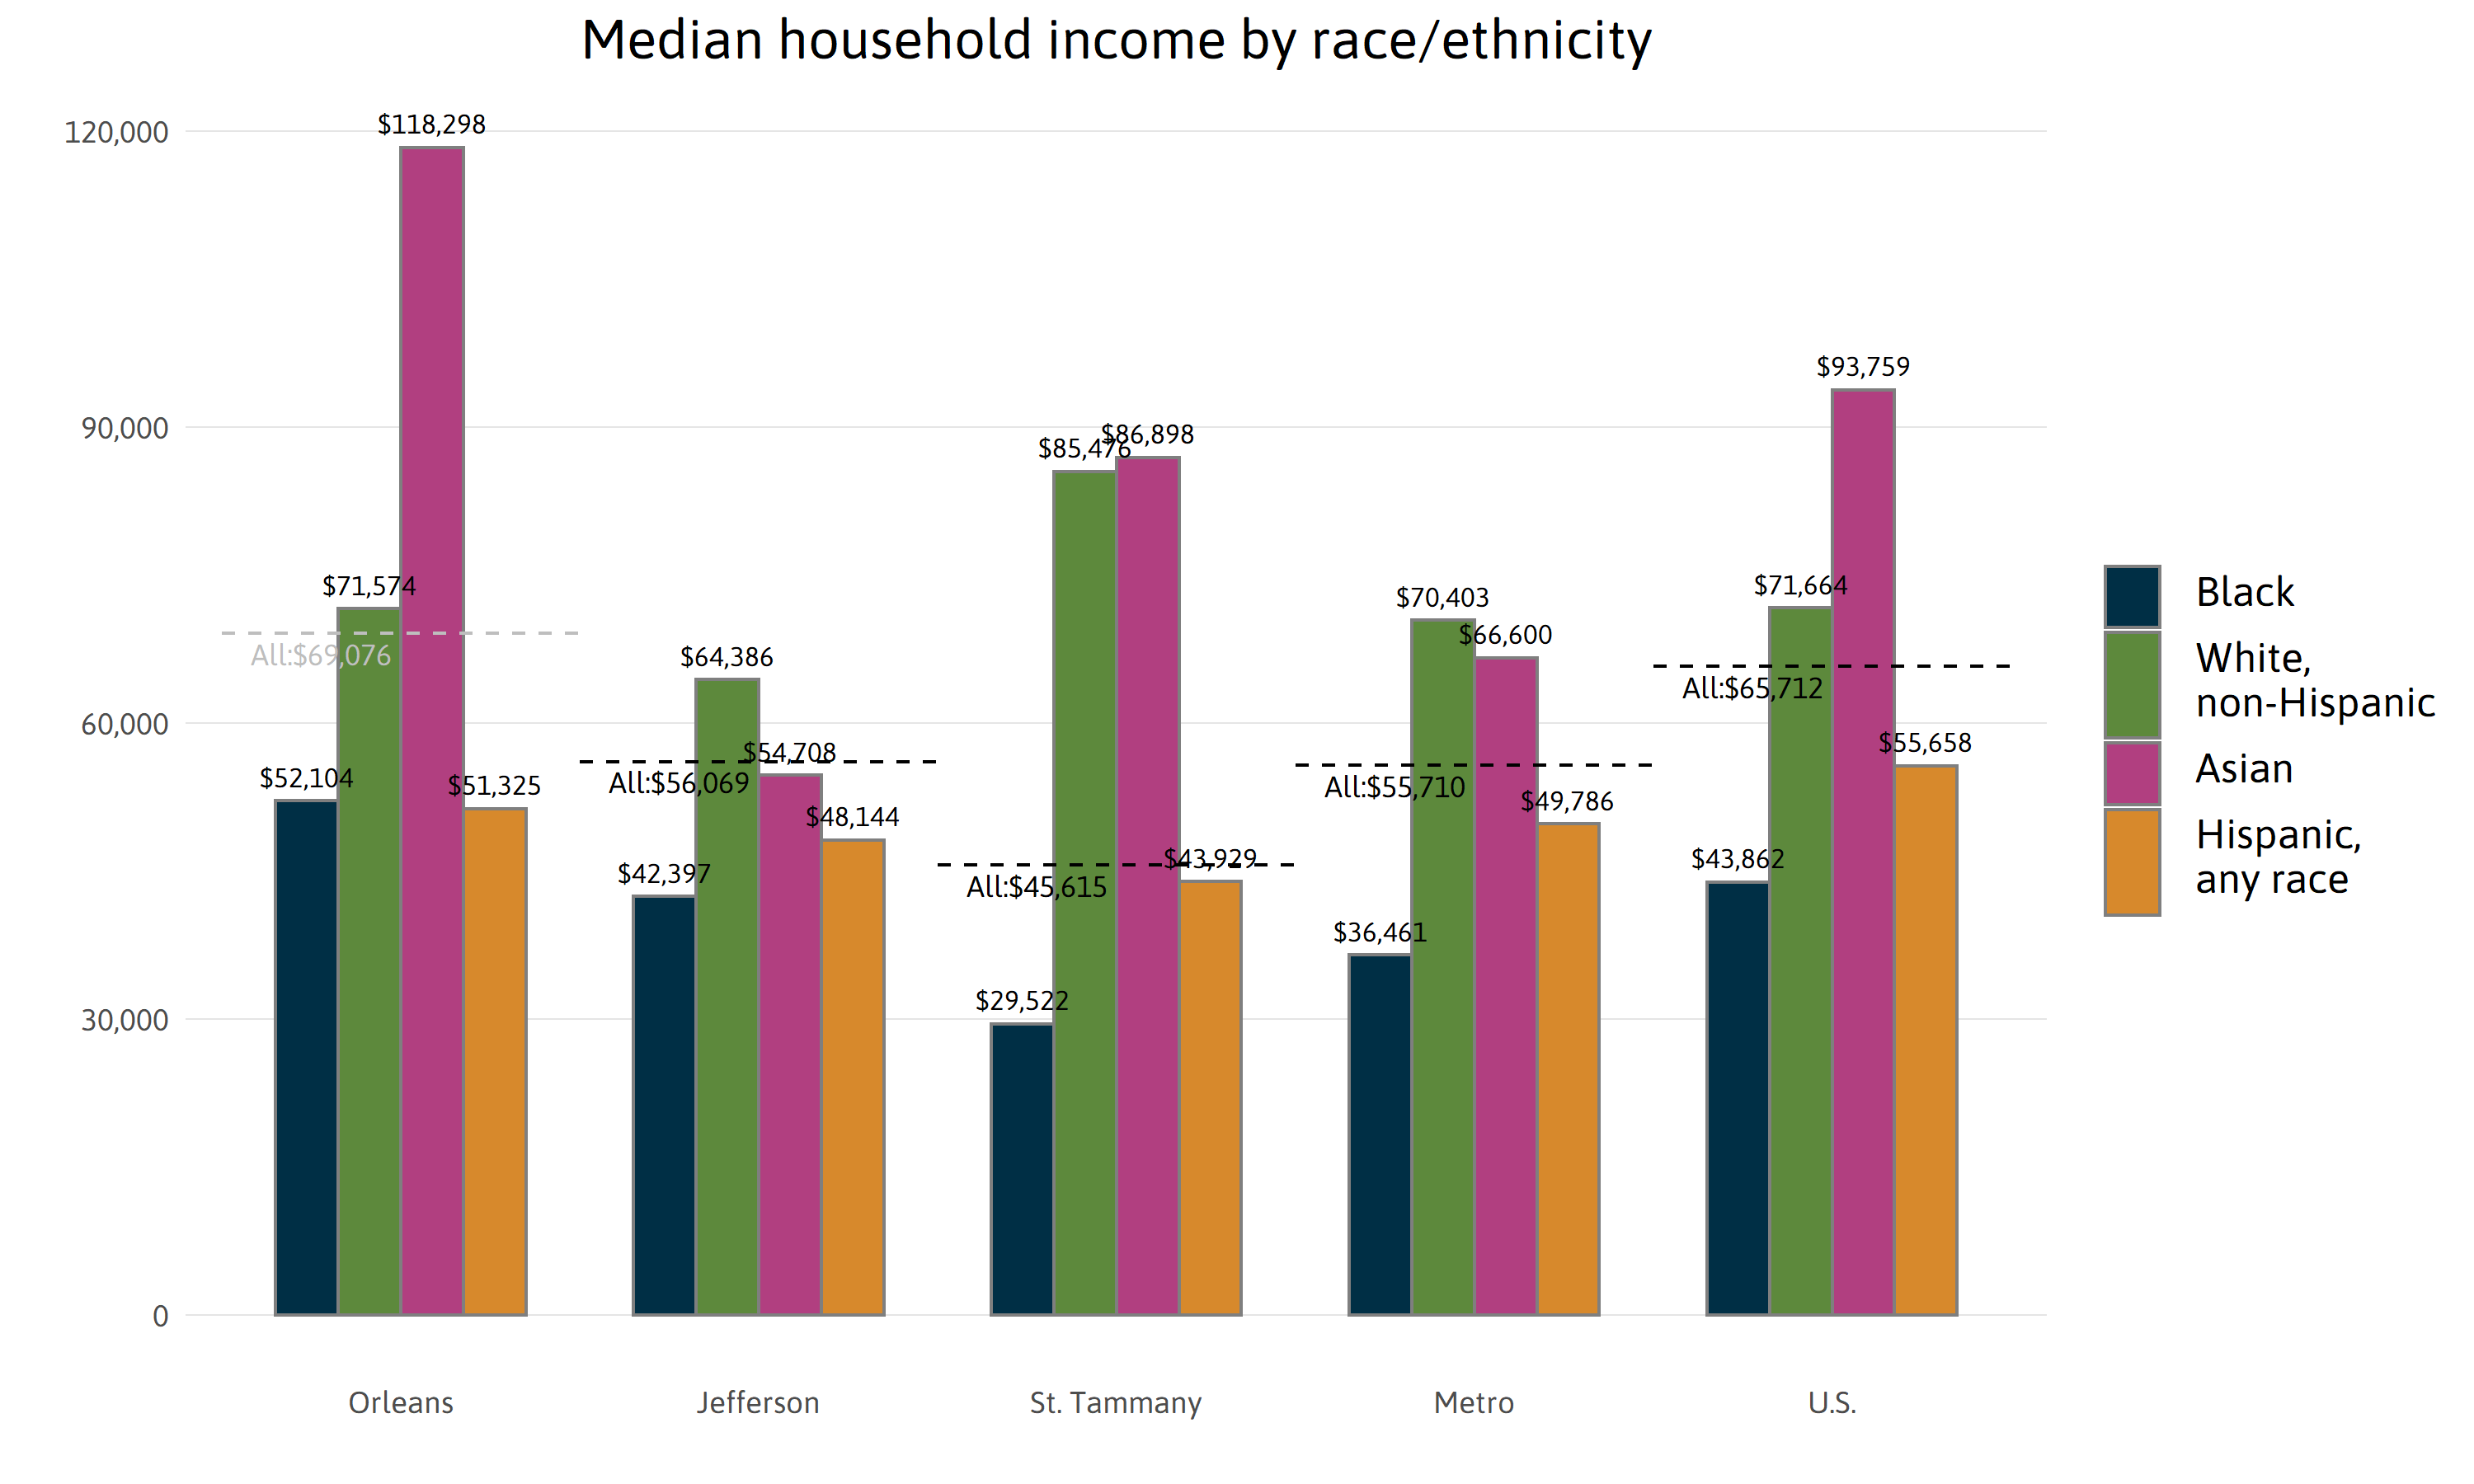 Median household income by race/ethnicity
120,000
90,000
60,000
30,000
0
$118,298
$71,574
All:$69,076
$52,104
$51,325
$64,386
$54,708
All:$56,069
$48,144
$42,397
$86,898
$85,476
$43,929
All:$45,615
$29,522
$70,403
$66,600
All:$55,710
$49,786
$36,461
$93,759
$71,664
All:$65,712
$55,658
$43,862
Orleans
Jefferson
St. Tammany
Metro
U.S.
Black
White,
non-Hispanic
Asian
Hispanic,
any race